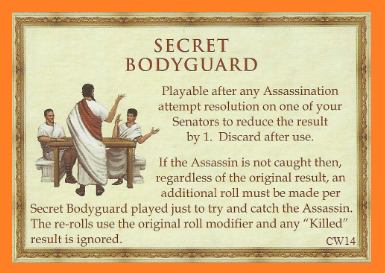 SECRET
BODYGUARD
Playable after any Assassination
attempt resolution on one of your
Senators to reduce the result
by 1. Discard after use.
If the Assassin is not caught then,
regardless of the original result, an
additional roll must be made per
Secret Bodyguard played just to try and catch the Assassin.
The re-rolls use the original roll modifier and any “Killed”
result is ignored.
CW14